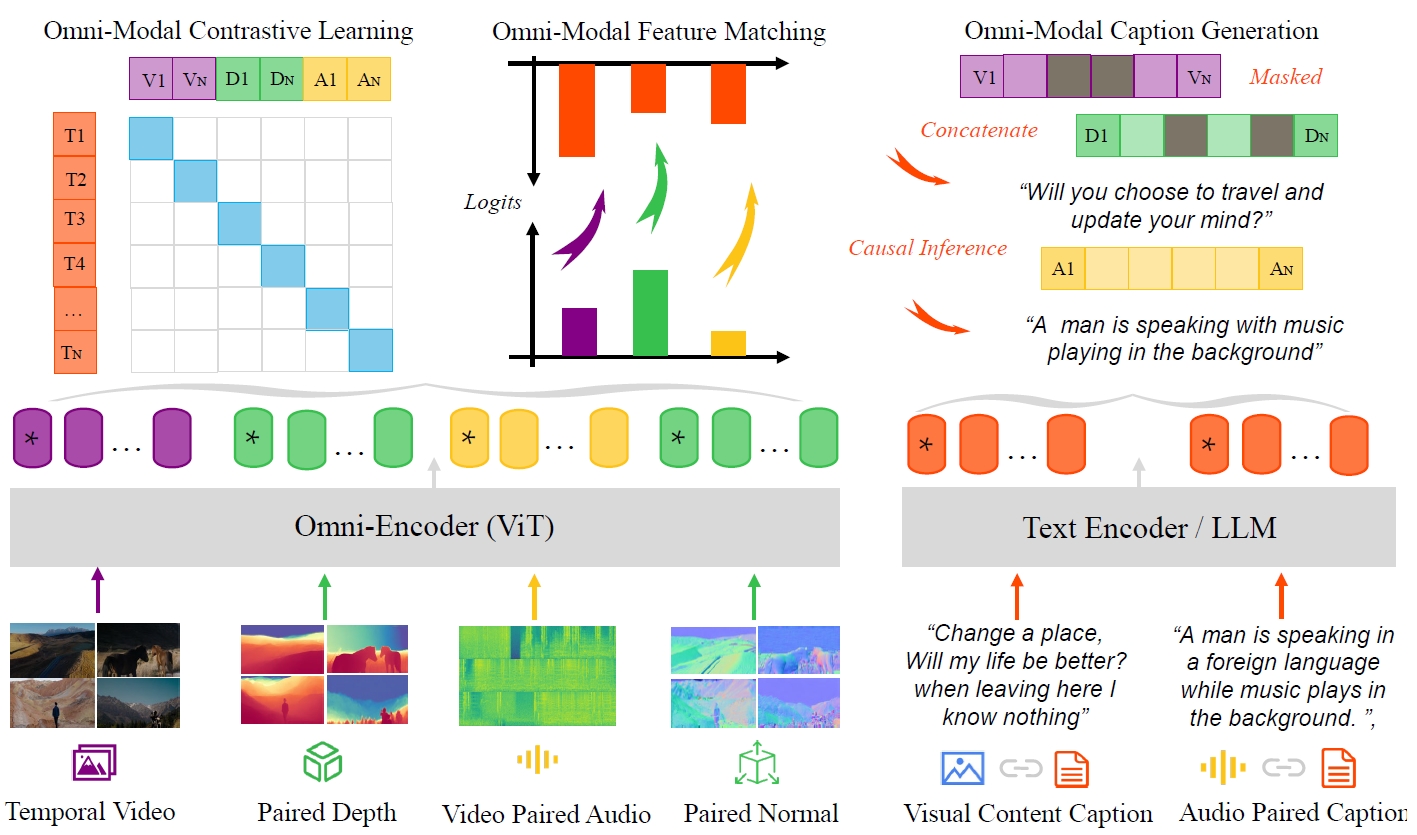 Omni-Modal Contrastive Learning
V1 VN D1 DN A1 AN
T1
T2
T3
T4
...
TN
Omni-Modal Feature Matching
Logits
Omni-Modal Caption Generation
V1 VN
Masked
Concatenate
D1 DN
“Will you choose to travel and
update your mind?”
Causal Inference
A1 AN
“A man is speaking with music
playing in the background”
* ... * ... * ... * ...
* ... * ...
Omni-Encoder (ViT)
Text Encoder / LLM
“Change a place,
Will my life be better?
when leaving here I
know nothing”
“A man is speaking in
a foreign language
while music plays in
the background. ”,
Temporal Video
Paired Depth
Video Paired Audio
Paired Normal
Visual Content Caption
Audio Paired Caption